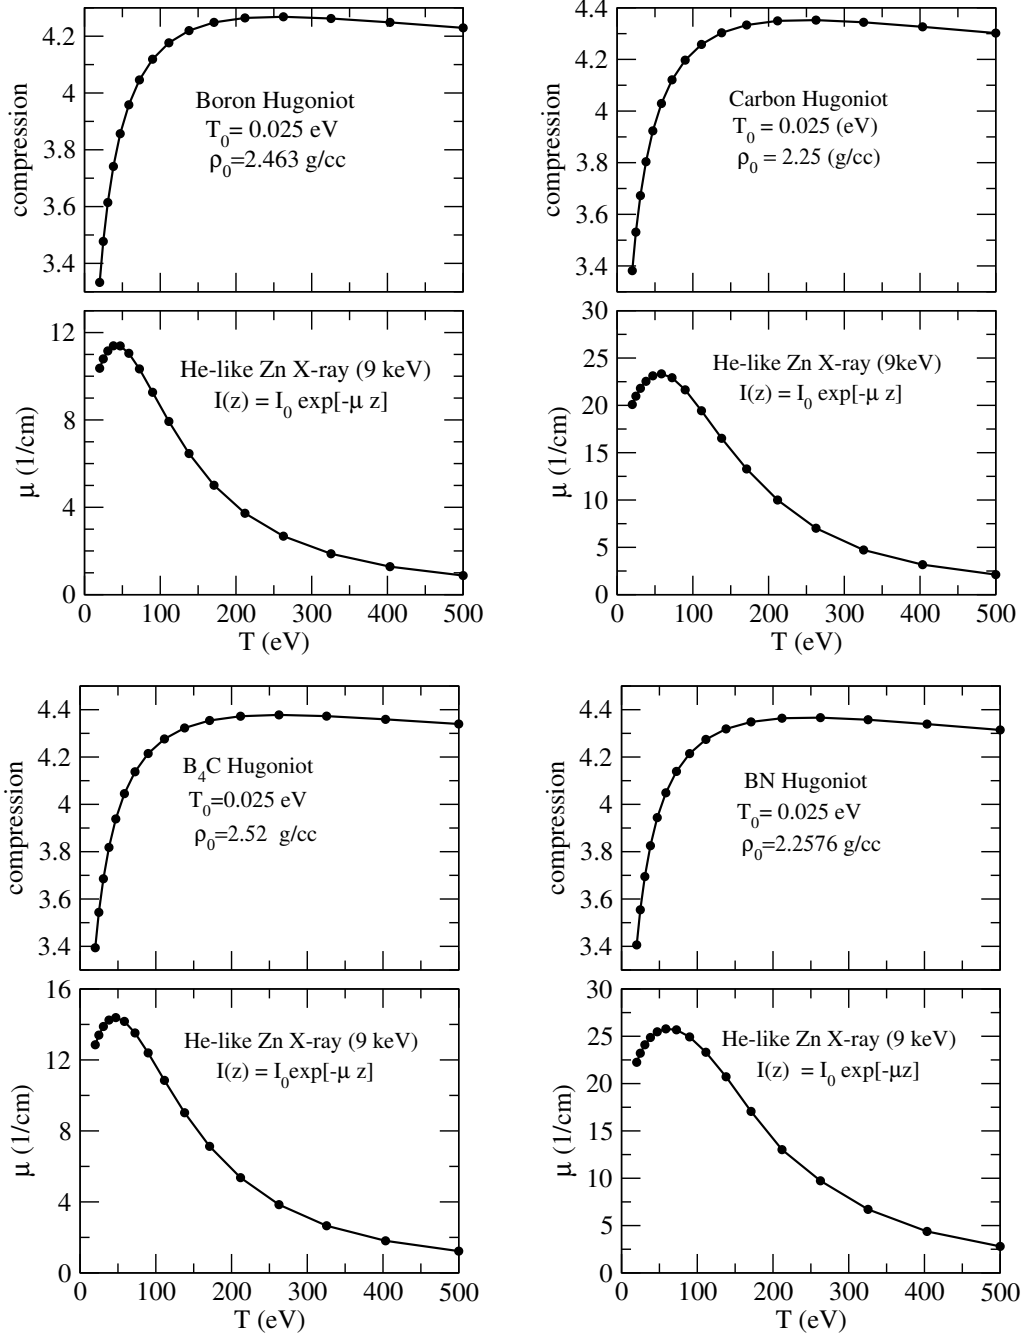 4.2
4
3.8
3.6
3.4
compression
Boron Hugoniot
T₀= 0.025 eV
ρ₀=2.463 g/cc
12
8
4
0
μ (1/cm)
He-like Zn X-ray (9 keV)
I(z) = I₀ exp[-μ z]
0 100 200 300 400 500
T (eV)
4.4
4.2
4
3.8
3.6
3.4
compression
Carbon Hugoniot
T₀ = 0.025 (eV)
ρ₀ = 2.25 (g/cc)
30
25
20
15
10
5
0
μ (1/cm)
He-like Zn X-ray (9keV)
I(z) = I₀ exp[-μ z]
0 100 200 300 400 500
T (eV)
4.4
4.2
4
3.8
3.6
3.4
compression
B₄C Hugoniot
T₀=0.025 eV
ρ₀=2.52 g/cc
16
12
8
4
0
μ (1/cm)
He-like Zn X-ray (9 keV)
I(z) = I₀exp[-μ z]
0 100 200 300 400 500
T (eV)
4.4
4.2
4
3.8
3.6
3.4
compression
BN Hugoniot
T₀= 0.025 eV
ρ₀=2.2576 g/cc
30
25
20
15
10
5
0
μ (1/cm)
He-like Zn X-ray (9 keV)
I(z) = I₀ exp[-μz]
0 100 200 300 400 500
T (eV)